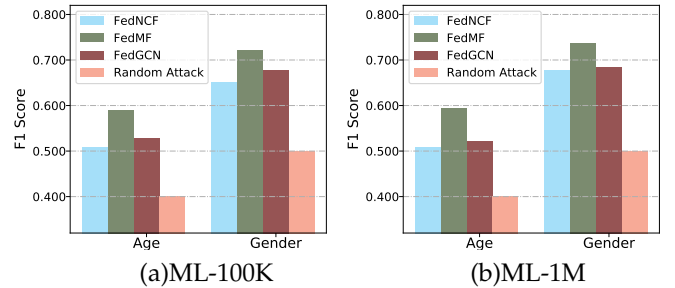 0.800
0.700
0.600
0.500
0.400
F1 Score
FedNCF
FedMF
FedGCN
Random Attack
Age
Gender
(a)ML-100K
0.800
0.700
0.600
0.500
0.400
F1 Score
FedNCF
FedMF
FedGCN
Random Attack
Age
Gender
(b)ML-1M